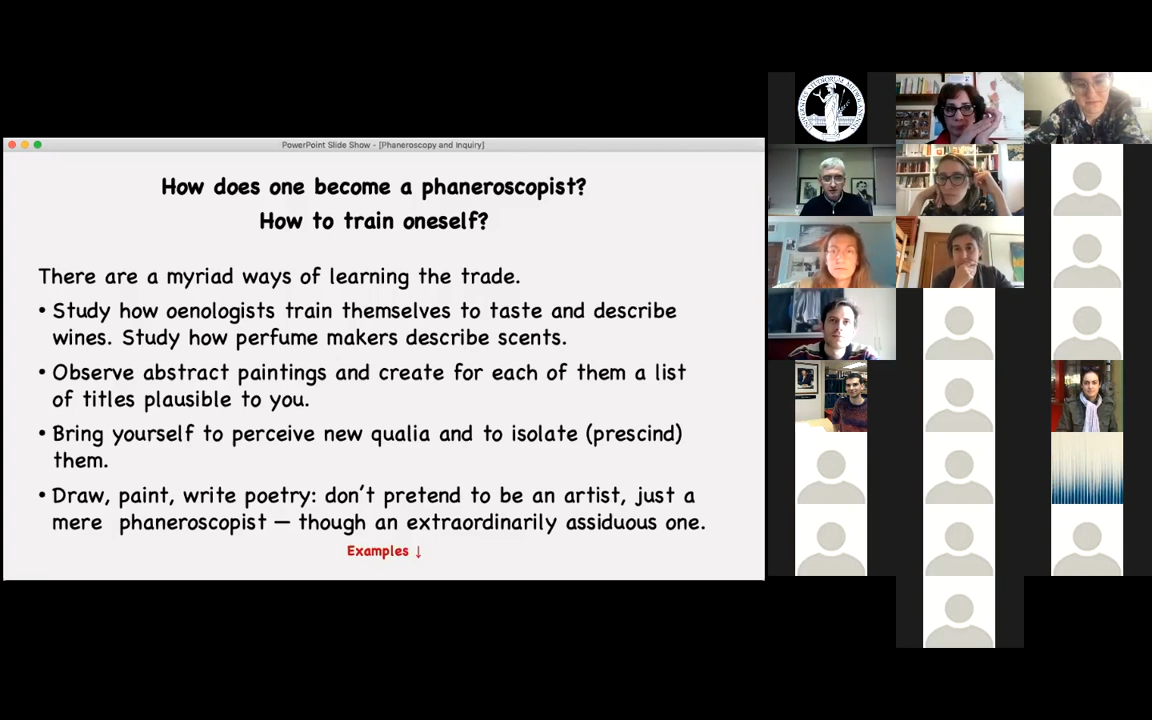 PowerPoint Slide Show - [Phaneroscopy and Inquiry]
How does one become a phaneroscopist?
How to train oneself?
There are a myriad ways of learning the trade.
• Study how oenologists train themselves to taste and describe
wines. Study how perfume makers describe scents.
• Observe abstract paintings and create for each of them a list
of titles plausible to you.
• Bring yourself to perceive new qualia and to isolate (prescind)
them.
• Draw, paint, write poetry: don't pretend to be an artist, just a
mere phaneroscopist — though an extraordinarily assiduous one.
Examples ↓
UNIVERSITAS STUDIORUM MEDIOLANENSIS